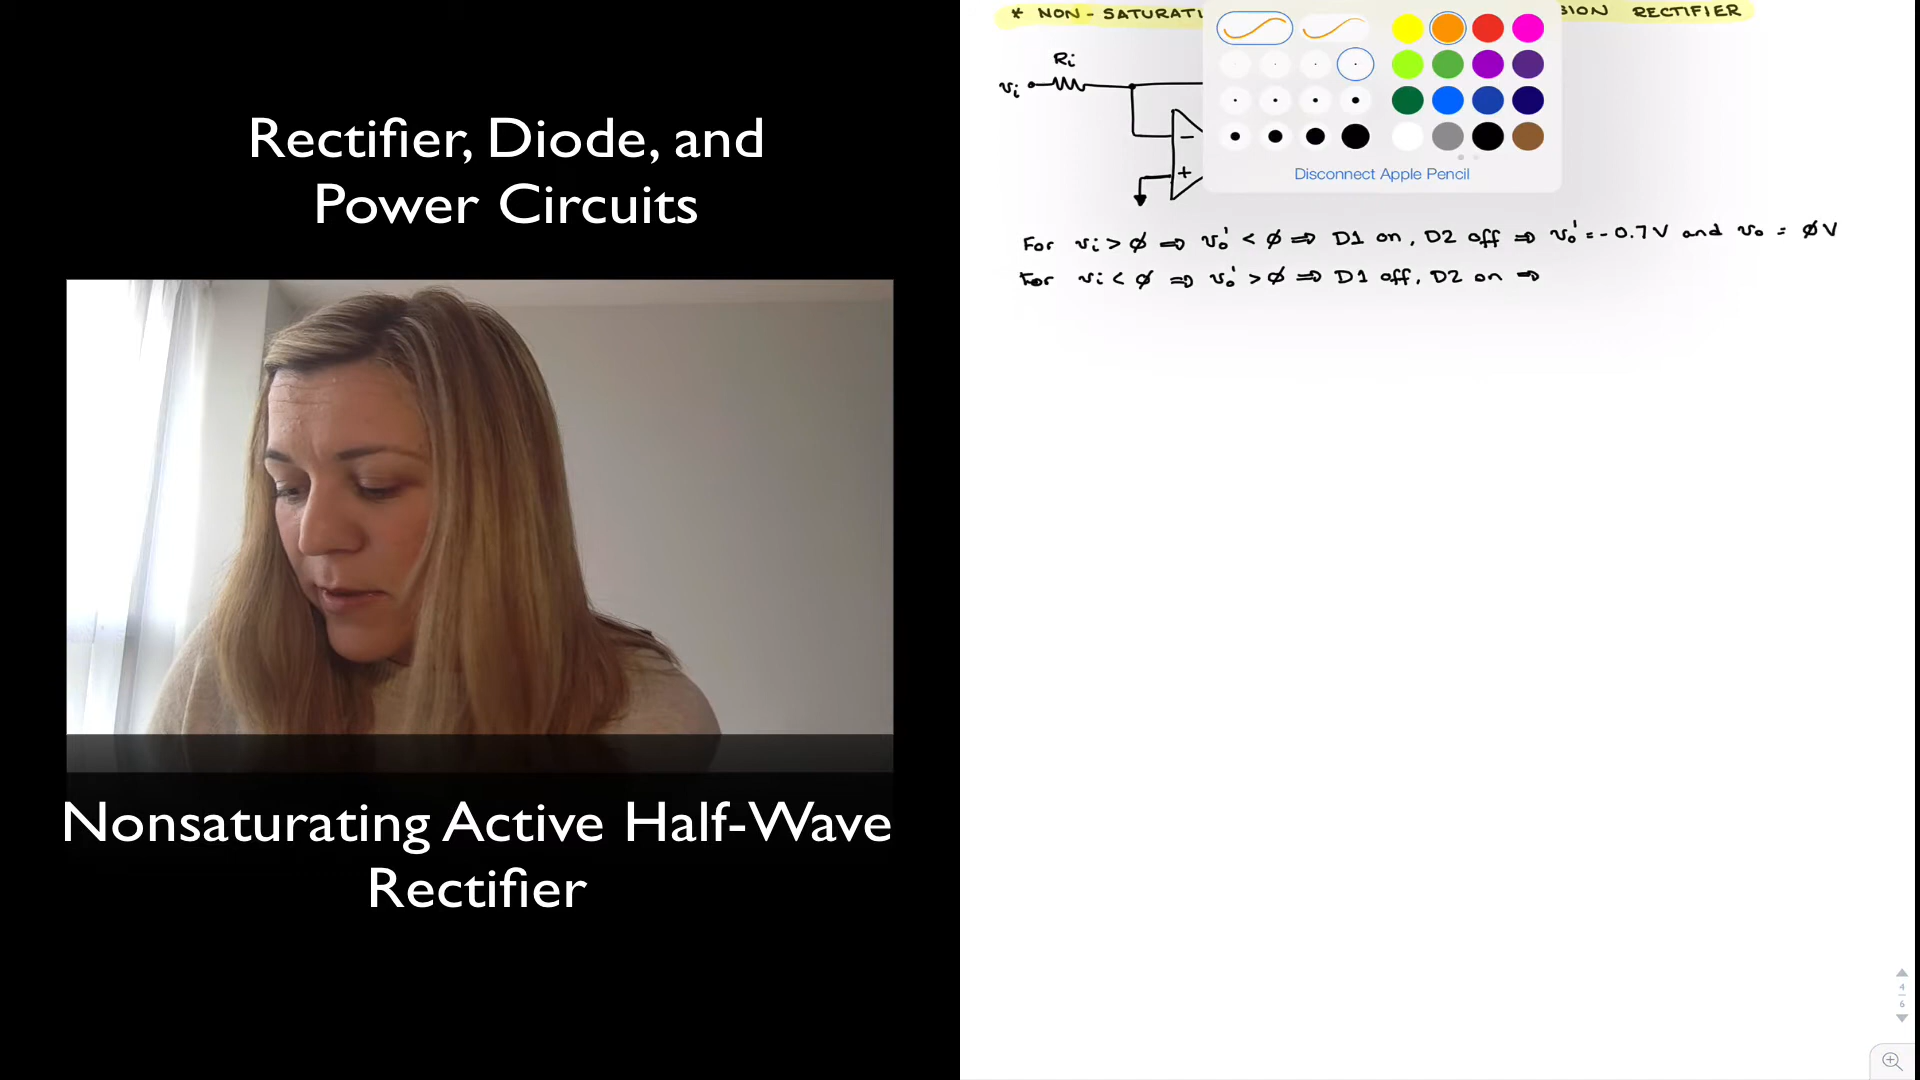 Rectifier, Diode, and
Power Circuits
Nonsaturating Active Half-Wave
Rectifier
* NON-SATURATI SION RECTIFIER
Ri
vi
−
+
Disconnect Apple Pencil
For vi > ∅ ⇒ vo' < ∅ ⇒ D1 on, D2 off ⇒ vo' = -0.7V and vo = ∅V
For vi < ∅ ⇒ vo' > ∅ ⇒ D1 off, D2 on ⇒
4
6